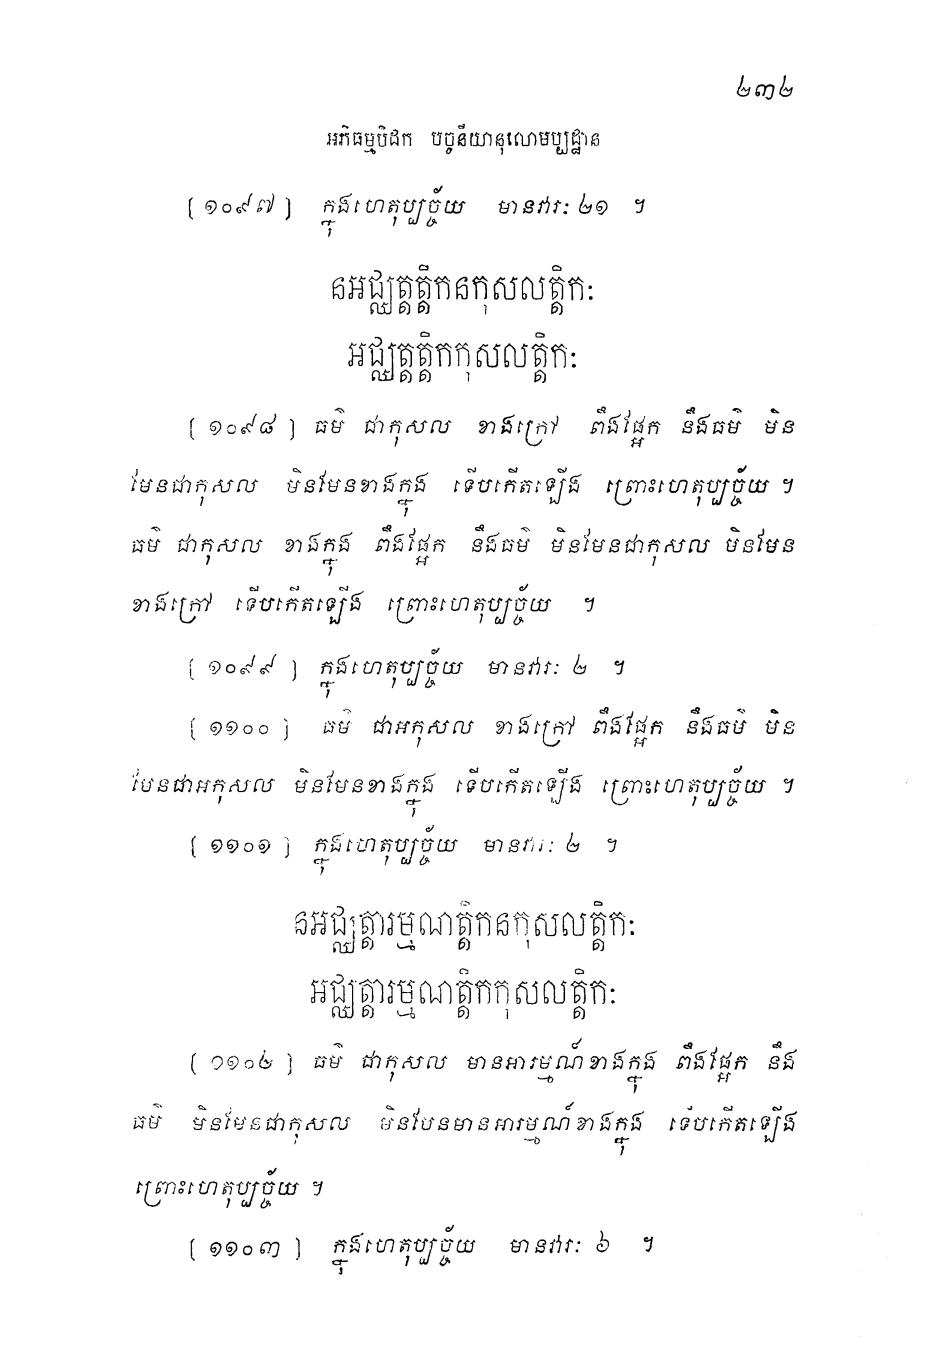 ២៣២
អភិធម្មបិដក បច្ចនីយានុលោមប្បដ្ឋាន
[១០៩៧] ក្នុងហេតុប្បច្ច័យ មានវារៈ ២១ ។
នអជ្ឈត្តត្តិកនកុសលត្តិកៈ
អជ្ឈត្តត្តិកកុសលត្តិកៈ
[១០៩៨] ធម៌ ជាកុសល ខាងក្រៅ ពឹងផ្អែក នឹងធម៌ មិន
មែនជាកុសល មិនមែនខាងក្នុង ទើបកើតឡើង ព្រោះហេតុប្បច្ច័យ ។
ធម៌ ជាកុសល ខាងក្នុង ពឹងផ្អែក នឹងធម៌ មិនមែនជាកុសល មិនមែន
ខាងក្រៅ ទើបកើតឡើង ព្រោះហេតុប្បច្ច័យ ។
[១០៩៩] ក្នុងហេតុប្បច្ច័យ មានវារៈ ២ ។
[១១០០] ធម៌ ជាអកុសល ខាងក្រៅ ពឹងផ្អែក នឹងធម៌ មិន
មែនជាអកុសល មិនមែនខាងក្នុង ទើបកើតឡើង ព្រោះហេតុប្បច្ច័យ ។
[១១០១] ក្នុងហេតុប្បច្ច័យ មានវារៈ ២ ។
នអជ្ឈត្តារម្មណត្តិកនកុសលត្តិកៈ
អជ្ឈត្តារម្មណត្តិកកុសលត្តិកៈ
[១១០២] ធម៌ ជាកុសល មានអារម្មណ៍ខាងក្នុង ពឹងផ្អែក នឹង
ធម៌ មិនមែនជាកុសល មិនមែនមានអារម្មណ៍ខាងក្នុង ទើបកើតឡើង
ព្រោះហេតុប្បច្ច័យ ។
[១១០៣] ក្នុងហេតុប្បច្ច័យ មានវារៈ ៦ ។